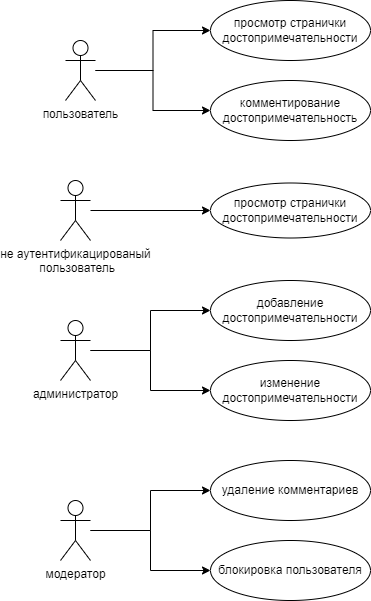 просмотр странички
достопримечательности
пользователь
комментирование
достопримечательность
просмотр странички
достопримечательности
не аутентификацированый
пользователь
добавление
достопримечательности
администратор
изменение
достопримечательности
удаление комментариев
модератор
блокировка пользователя